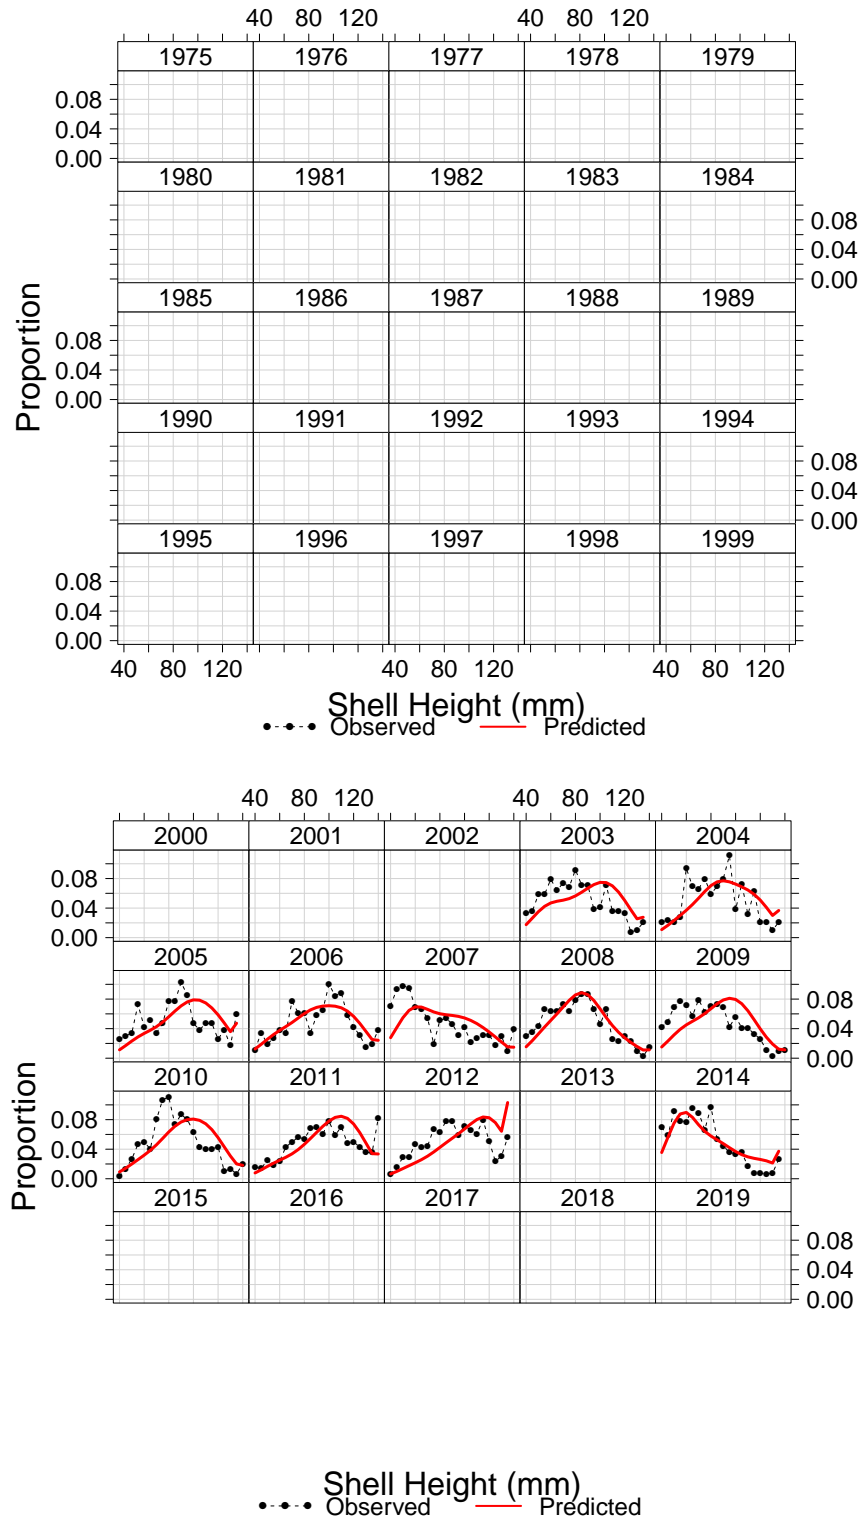 40 80 120 40 80 120
1975 1976 1977 1978 1979
0.08
0.04
0.00
1980 1981 1982 1983 1984
0.08
0.04
0.00
1985 1986 1987 1988 1989
0.08
0.04
0.00
1990 1991 1992 1993 1994
0.08
0.04
0.00
1995 1996 1997 1998 1999
0.08
0.04
0.00
Proportion
40 80 120 40 80 120 40 80 120
Shell Height (mm)
Observed Predicted
40 80 120 40 80 120
2000 2001 2002 2003 2004
0.08
0.04
0.00
2005 2006 2007 2008 2009
0.08
0.04
0.00
2010 2011 2012 2013 2014
0.08
0.04
0.00
2015 2016 2017 2018 2019
0.08
0.04
0.00
Proportion
Shell Height (mm)
Observed Predicted